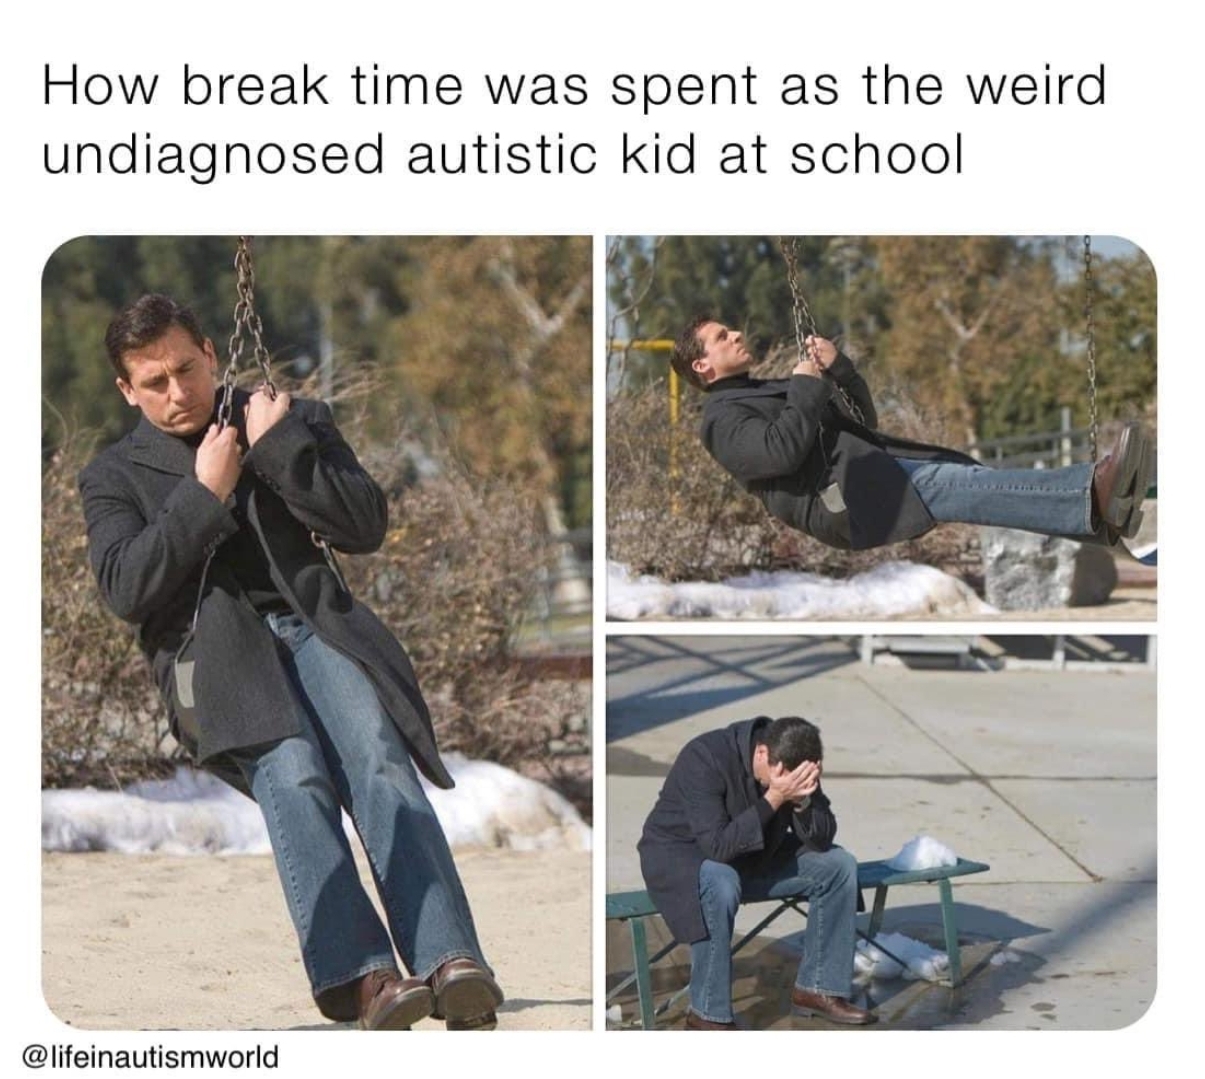 How break time was spent as the weird
undiagnosed autistic kid at school
@lifeinautismworld